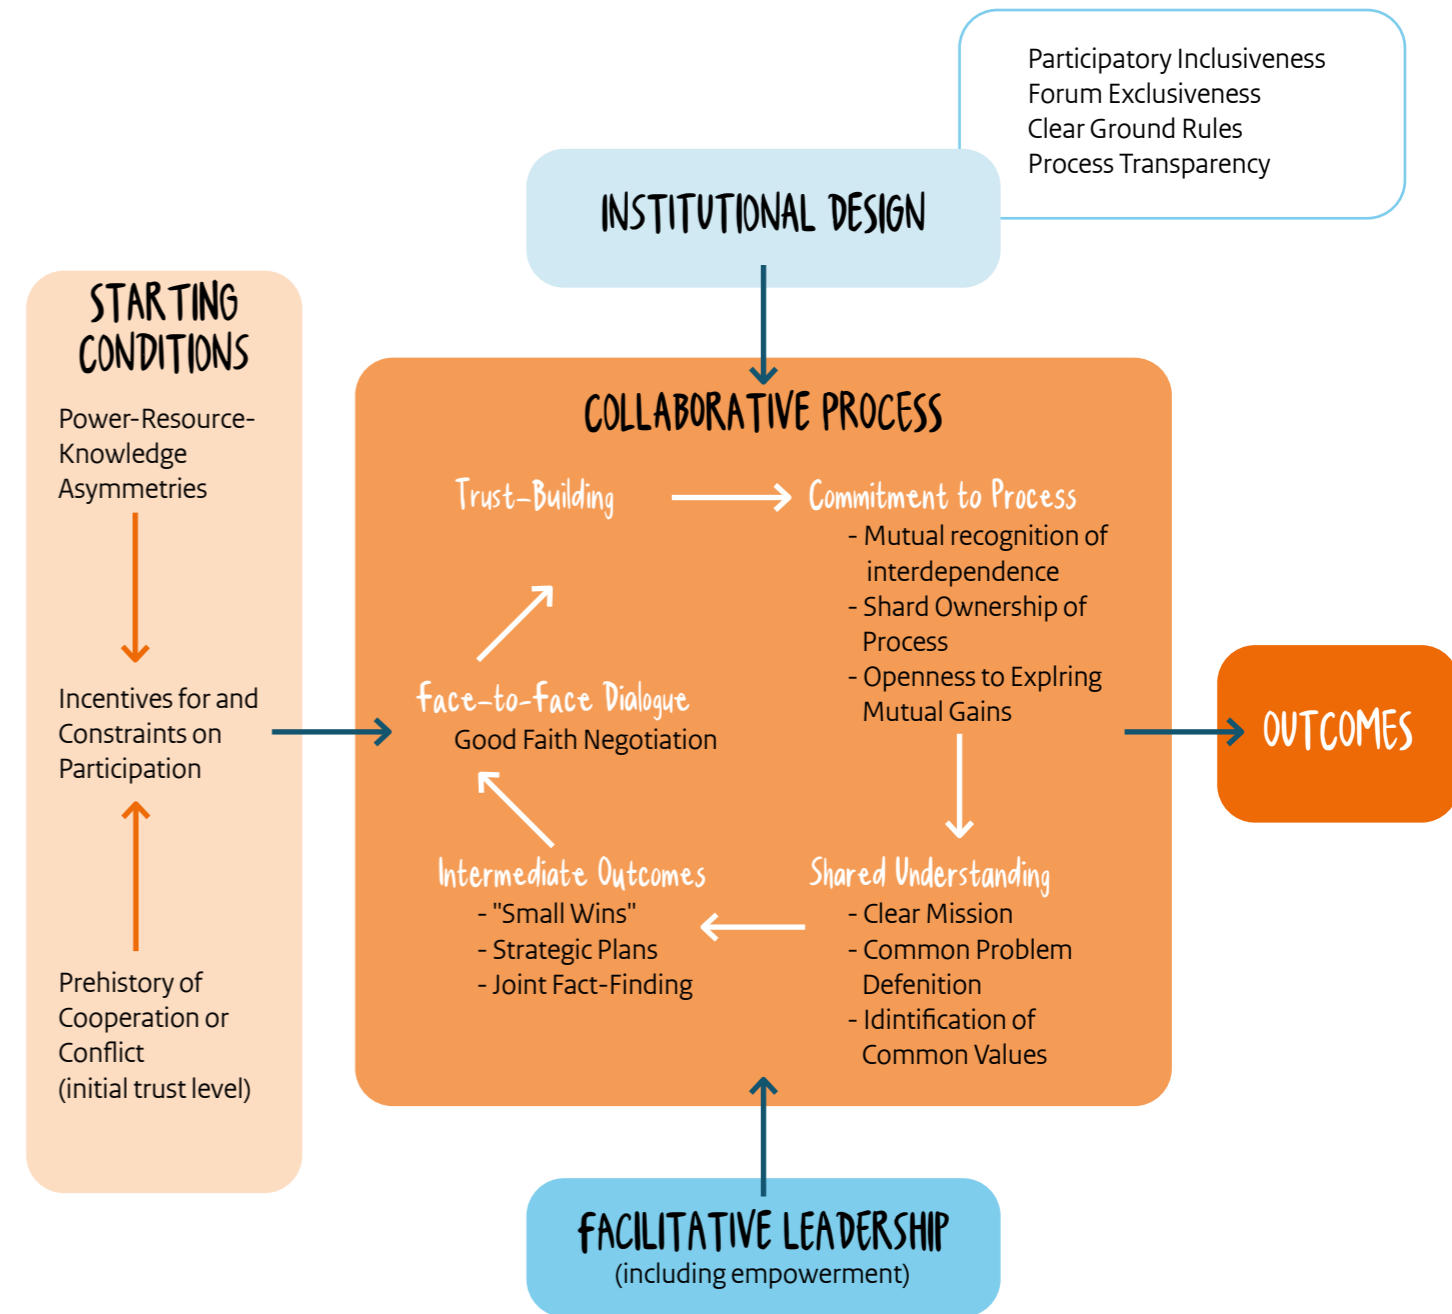 Participatory Inclusiveness
Forum Exclusiveness
Clear Ground Rules
Process Transparency
INSTITUTIONAL DESIGN
STARTING
CONDITIONS
Power-Resource-
Knowledge
Asymmetries
Incentives for and
Constraints on
Participation
Prehistory of
Cooperation or
Conflict
(initial trust level)
COLLABORATIVE PROCESS
Trust-Building
Commitment to Process
- Mutual recognition of
interdependence
- Shard Ownership of
Process
- Openness to Explring
Mutual Gains
Face-to-Face Dialogue
Good Faith Negotiation
Intermediate Outcomes
- "Small Wins"
- Strategic Plans
- Joint Fact-Finding
Shared Understanding
- Clear Mission
- Common Problem
Defenition
- Idintification of
Common Values
OUTCOMES
FACILITATIVE LEADERSHIP
(including empowerment)